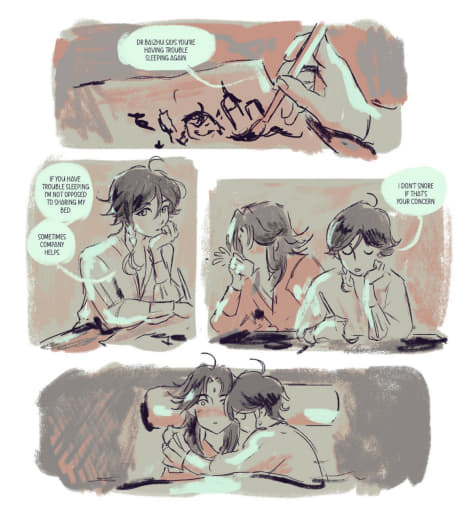 DR BAIZHU SAYS YOU'RE
HAVING TROUBLE
SLEEPING AGAIN
IF YOU HAVE
TROUBLE SLEEPING
I'M NOT OPPOSED
TO SHARING MY
BED
SOMETIMES
COMPANY
HELPS
I DON'T SNORE
IF THAT'S
YOUR CONCERN